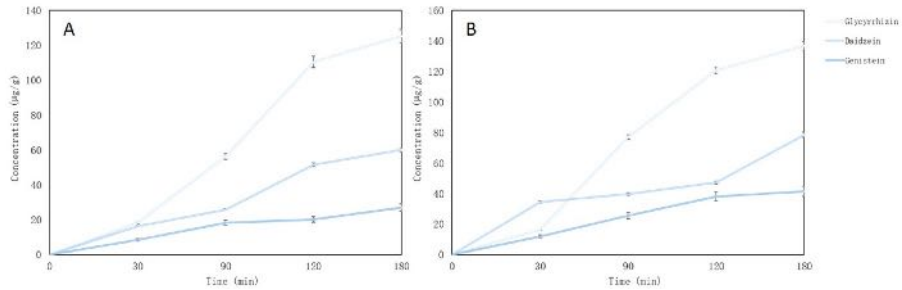 A
140
120
100
80
60
40
20
0
Concentration (μg/g)
0 30 90 120 180
Time (min)
B
160
140
120
100
80
60
40
20
0
Concentration (μg/g)
0 30 90 120 180
Time (min)
Glycyrrhizin
Daidzein
Genistein